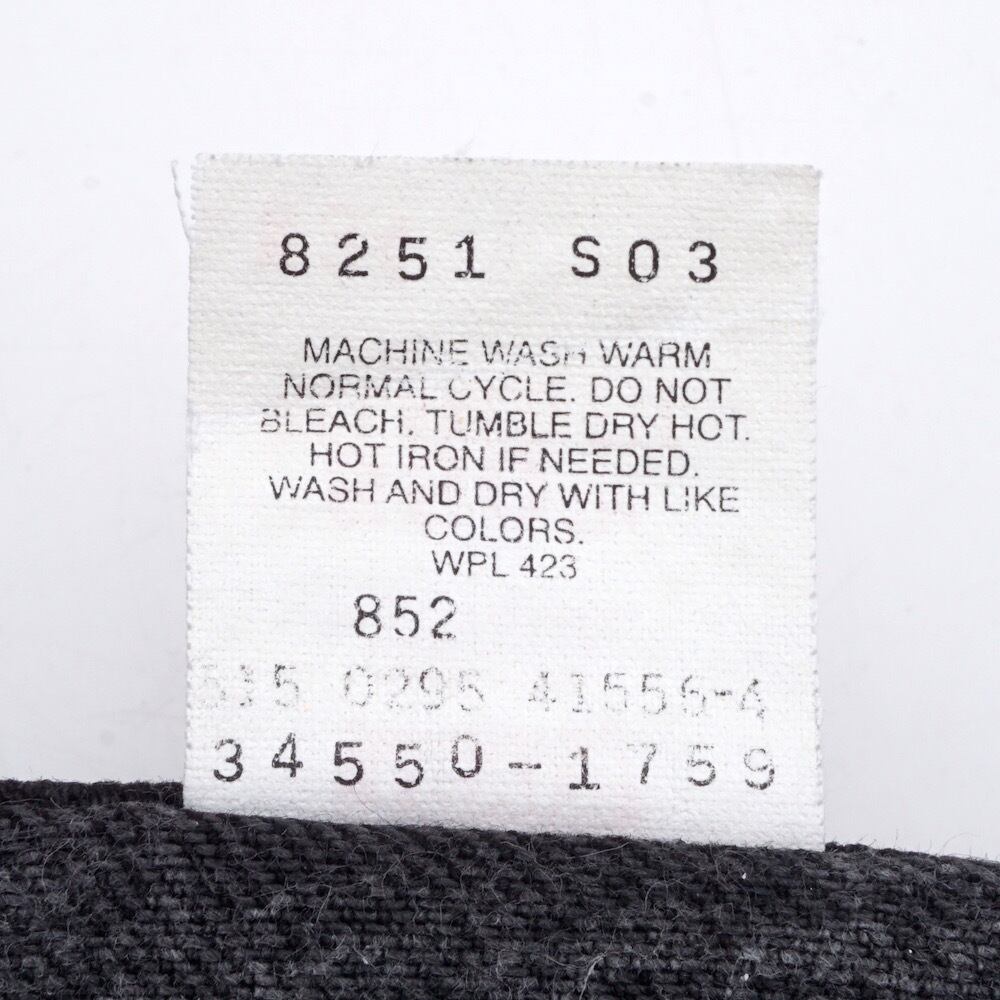 8251 S03
MACHINE WASH WARM
NORMAL CYCLE. DO NOT
BLEACH. TUMBLE DRY HOT.
HOT IRON IF NEEDED.
WASH AND DRY WITH LIKE
COLORS.
WPL 423
852
515 0295 41556-4
34550-1759